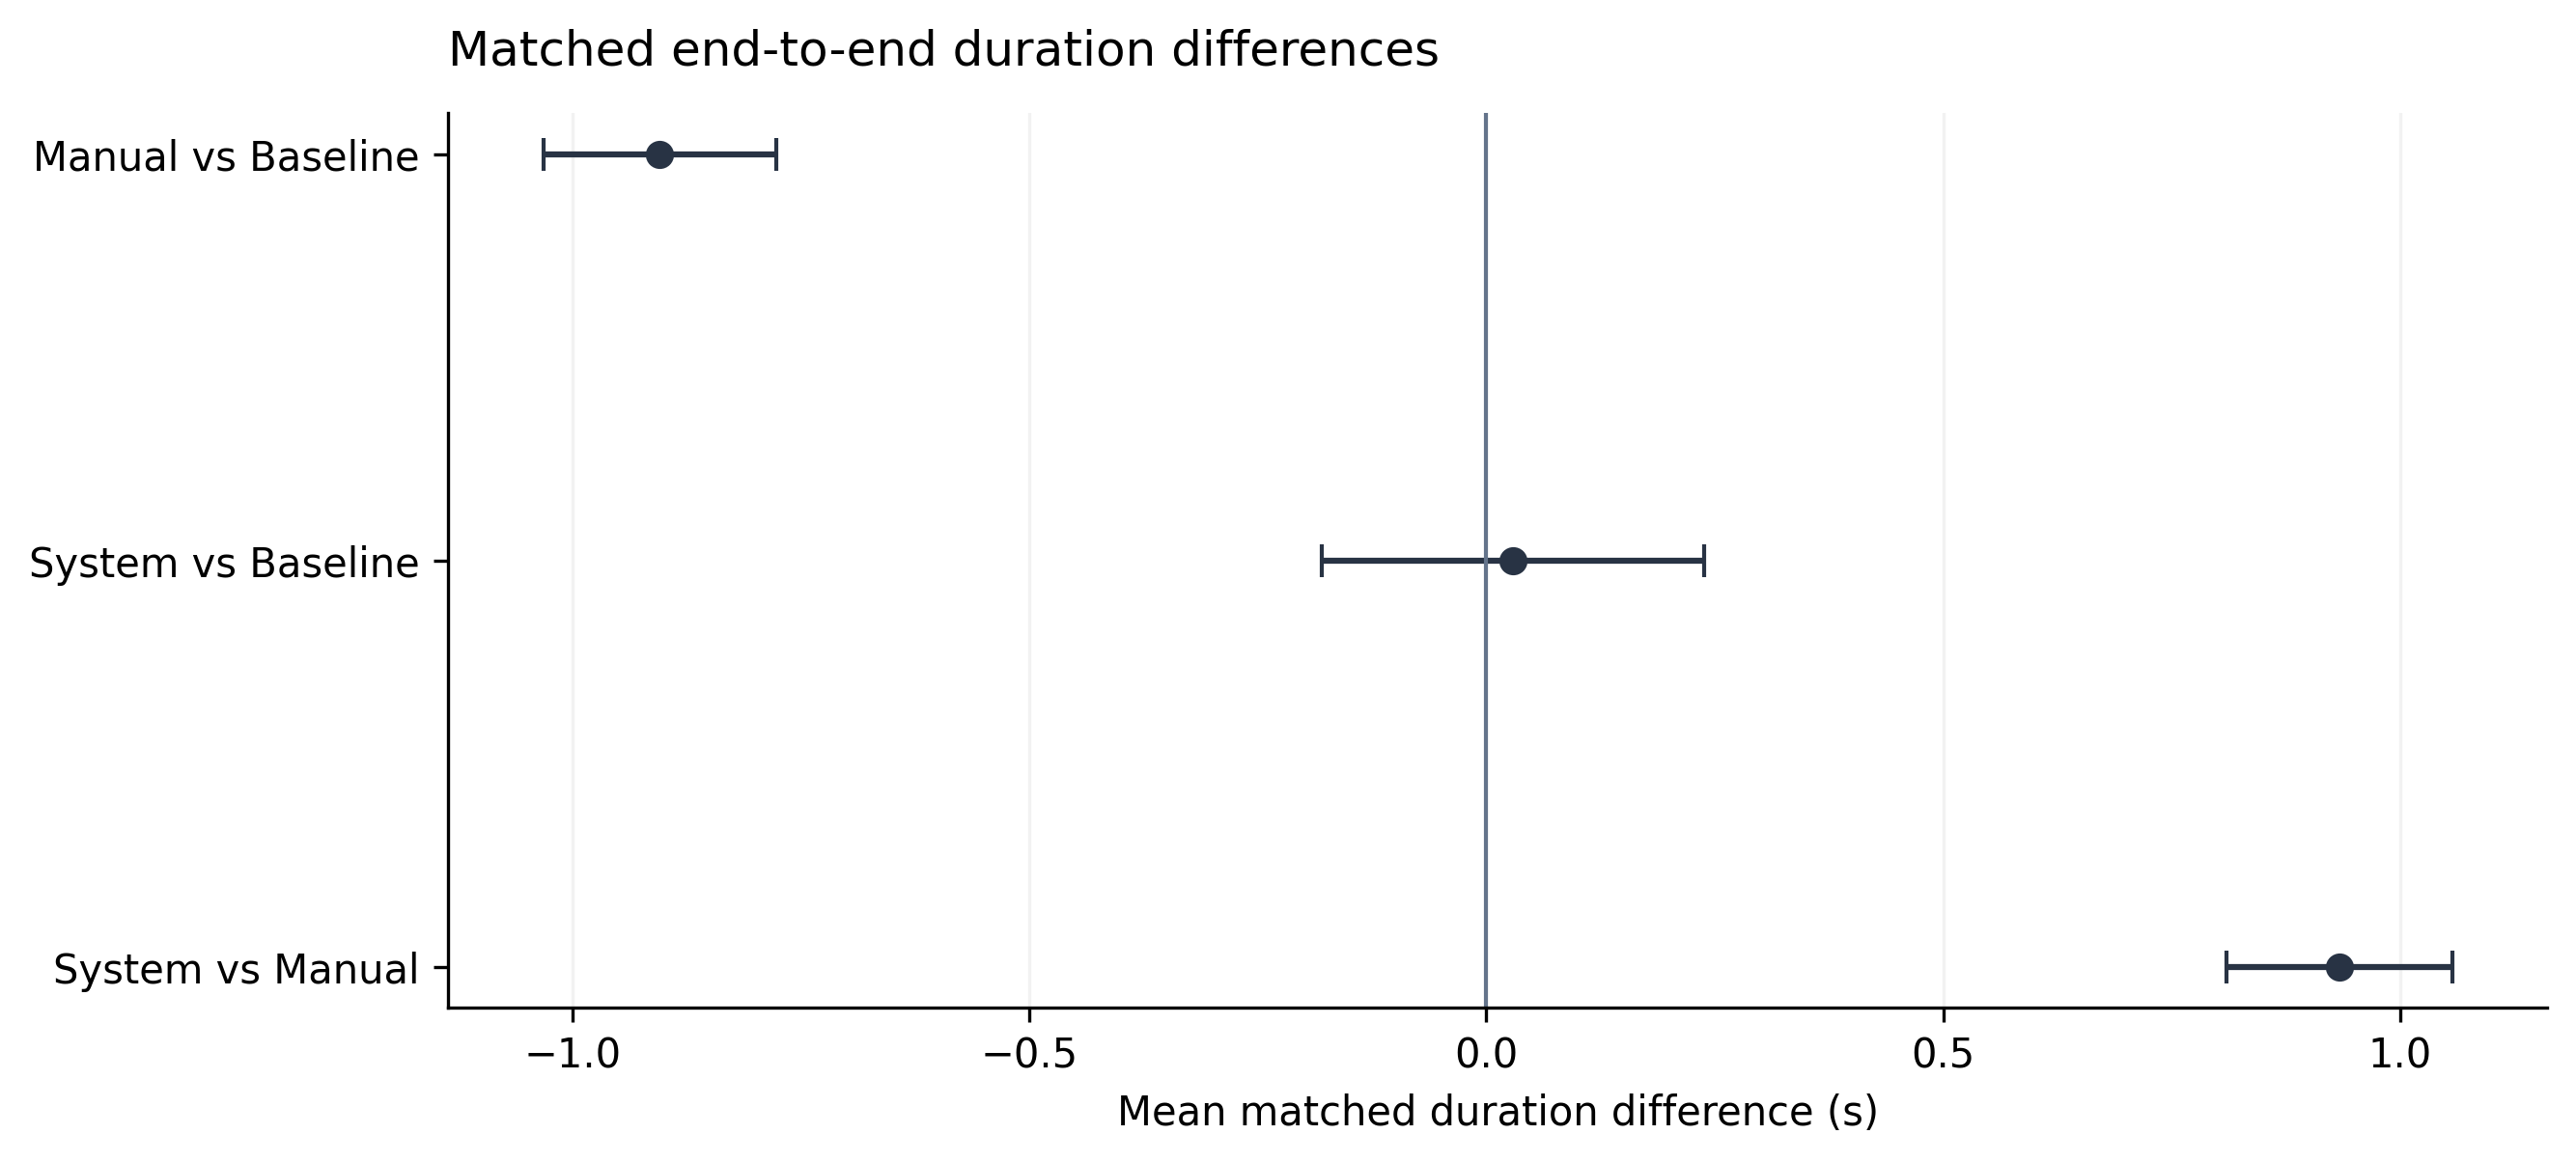 Matched end-to-end duration differences
Manual vs Baseline
System vs Baseline
System vs Manual
−1.0
−0.5
0.0
0.5
1.0
Mean matched duration difference (s)